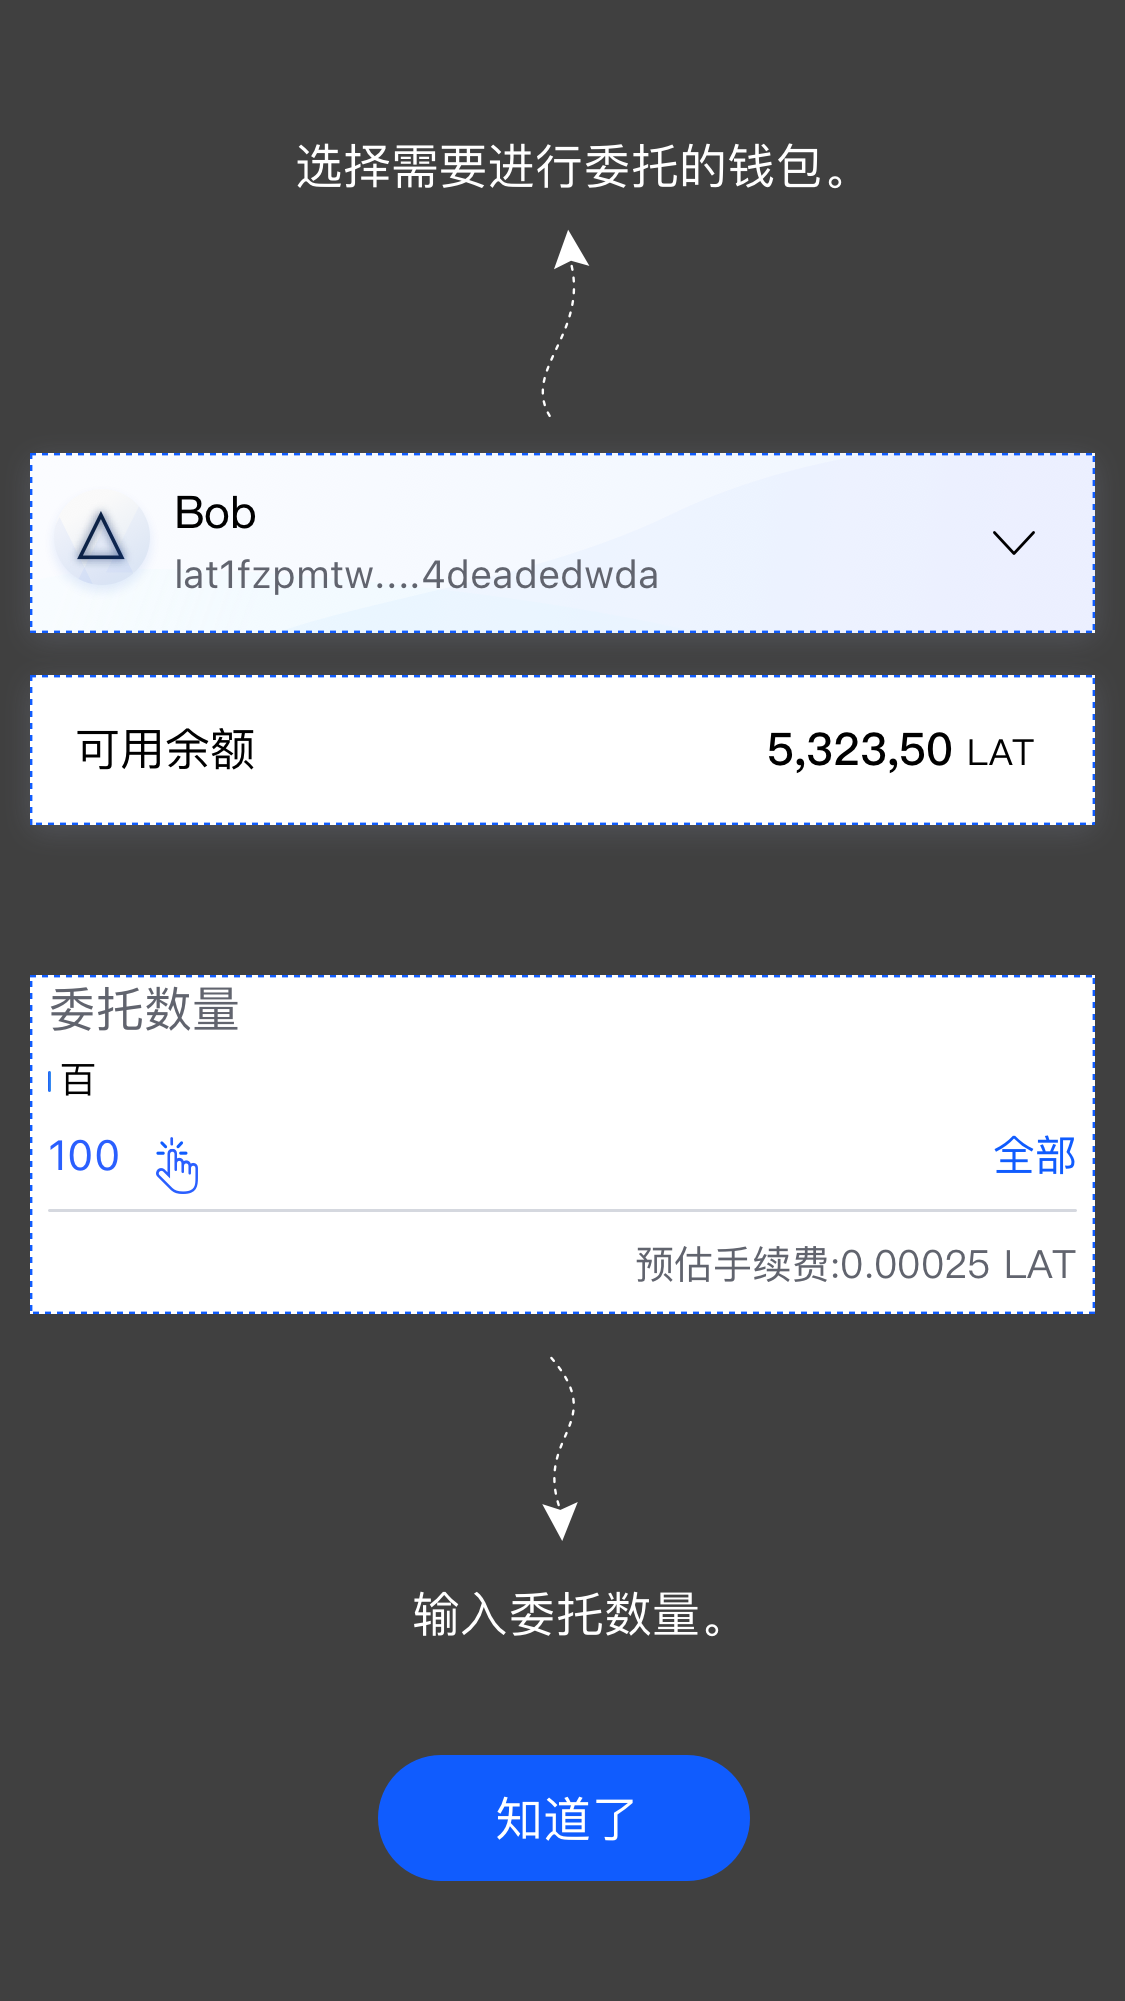 选择需要进行委托的钱包。
Bob
lat1fzpmtw....4deadedwda
可用余额 5,323,50 LAT
委托数量
百
100 全部
预估手续费:0.00025 LAT
输入委托数量。
知道了